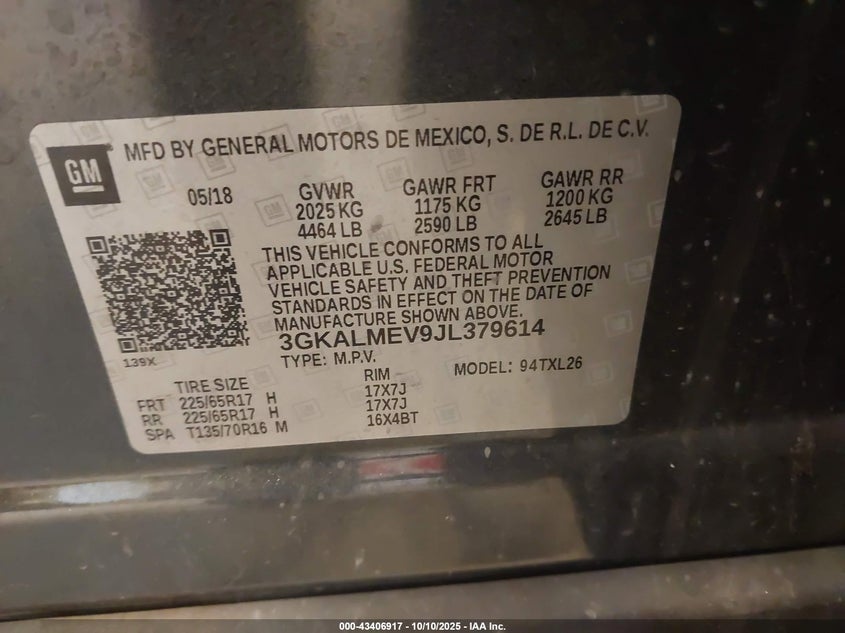 GM
MFD BY GENERAL MOTORS DE MEXICO, S. DE R.L. DE C.V.
05/18 GVWR GAWR FRT GAWR RR
2025 KG 1175 KG 1200 KG
4464 LB 2590 LB 2645 LB
THIS VEHICLE CONFORMS TO ALL
APPLICABLE U.S. FEDERAL MOTOR
VEHICLE SAFETY AND THEFT PREVENTION
STANDARDS IN EFFECT ON THE DATE OF
MANUFACTURE SHOWN ABOVE.
3GKALMEV9JL379614
139X
TYPE: M.P.V. MODEL: 94TXL26
TIRE SIZE RIM
FRT 225/65R17 H 17X7J
RR 225/65R17 H 17X7J
SPA T135/70R16 M 16X4BT
000-43406917 - 10/10/2025 - IAA Inc.